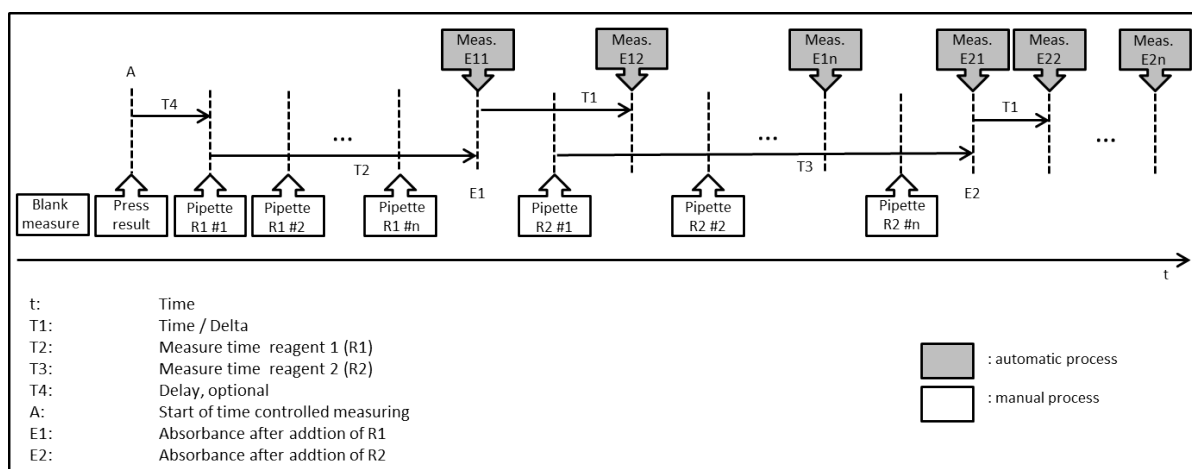 Meas. E11
Meas. E12
Meas. E1n
Meas. E21
Meas. E22
Meas. E2n
A
T4
T1
T1
...
...
...
T2
T3
E1
E2
Blank measure
Press result
Pipette R1 #1
Pipette R1 #2
Pipette R1 #n
Pipette R2 #1
Pipette R2 #2
Pipette R2 #n
t
t: Time
T1: Time / Delta
T2: Measure time reagent 1 (R1)
T3: Measure time reagent 2 (R2)
T4: Delay, optional
A: Start of time controlled measuring
E1: Absorbance after addtion of R1
E2: Absorbance after addtion of R2
: automatic process
: manual process